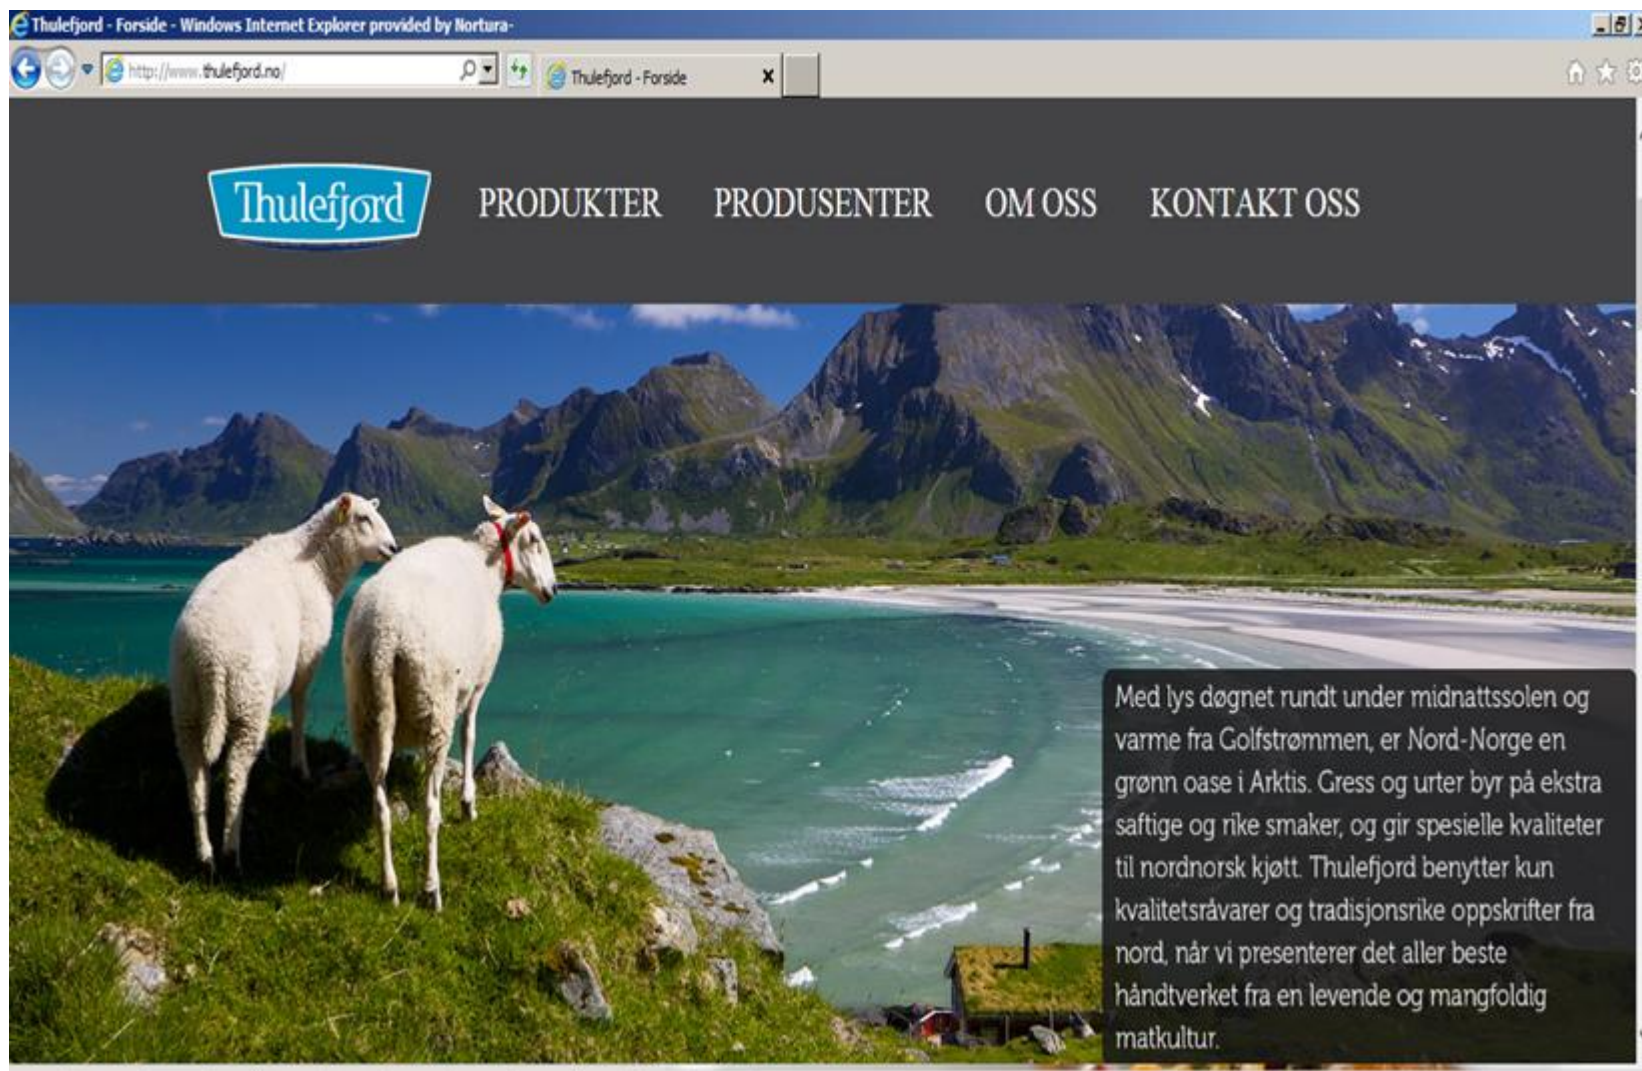 Thulefjord - Forside - Windows Internet Explorer provided by Nortura-
http://www.thulefjord.no/
Thulefjord - Forside
Thulefjord
PRODUKTER
PRODUSENTER
OM OSS
KONTAKT OSS
Med lys døgnet rundt under midnattssolen og
varme fra Golfstrømmen, er Nord-Norge en
grønn oase i Arktis. Gress og urter byr på ekstra
saftige og rike smaker, og gir spesielle kvaliteter
til nordnorsk kjøtt. Thulefjord benytter kun
kvalitetsråvarer og tradisjonsrike oppskrifter fra
nord, når vi presenterer det aller beste
håndtverket fra en levende og mangfoldig
matkultur.